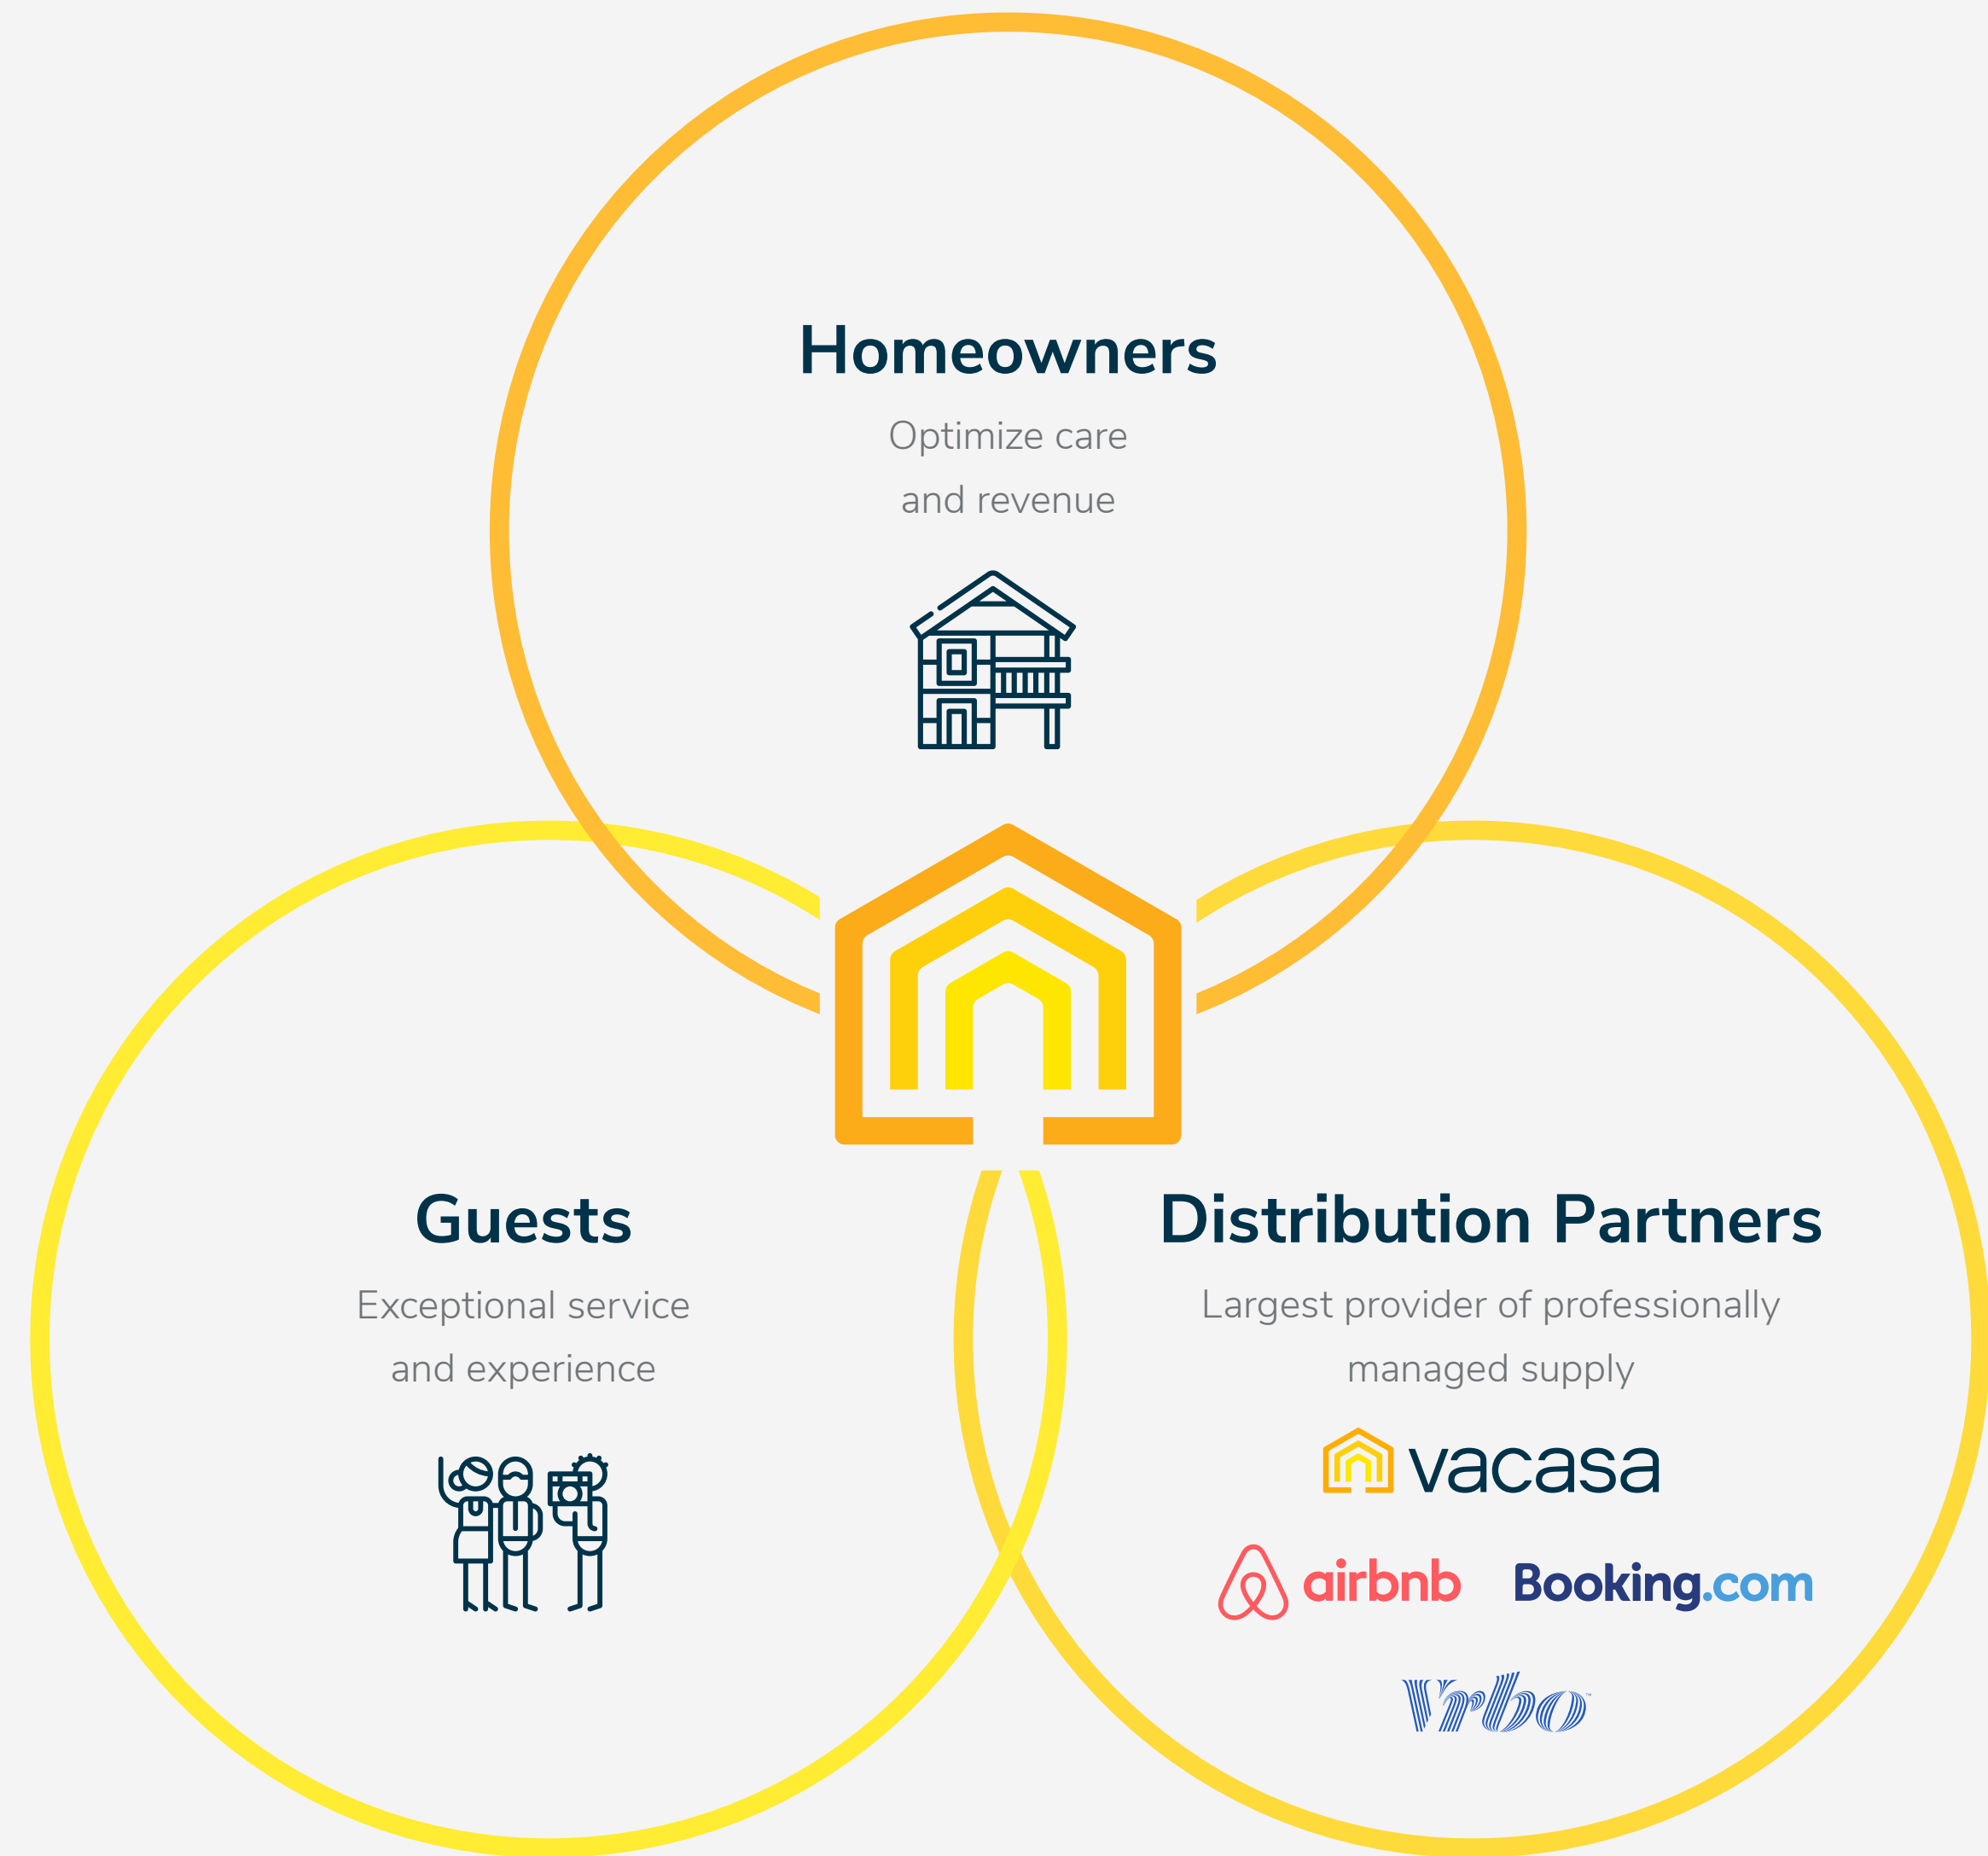 Homeowners
Optimize care
and revenue
Guests
Exceptional service
and experience
Distribution Partners
Largest provider of professionally
managed supply
vacasa
airbnb
Booking.com
Vrbo™